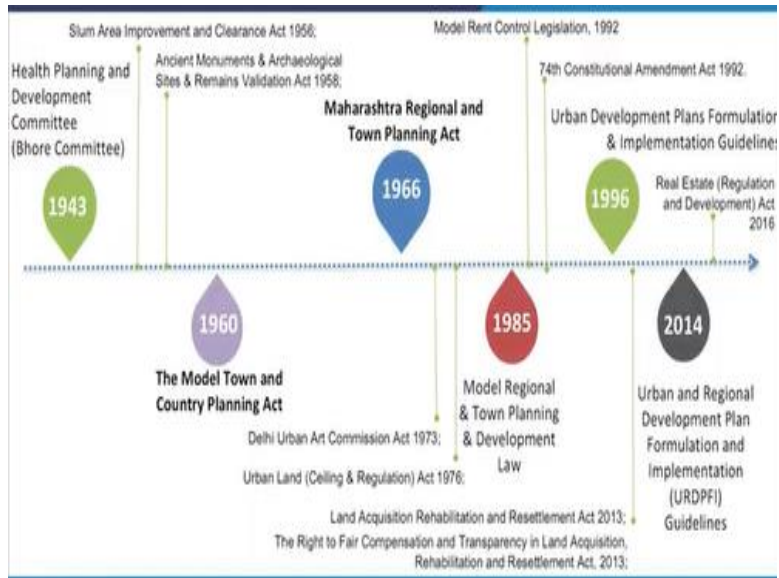 Slum Area Improvement and Clearance Act 1956;
Ancient Monuments & Archaeological
Sites & Remains Validation Act 1958;
Health Planning and
Development
Committee
(Bhore Committee)
1943
Maharashtra Regional and
Town Planning Act
1966
Model Rent Control Legislation, 1992
74th Constitutional Amendment Act 1992.
Urban Development Plans Formulation
& Implementation Guidelines
1996
Real Estate (Regulation
and Development) Act
2016
1960
The Model Town and
Country Planning Act
Delhi Urban Art Commission Act 1973;
Urban Land (Ceiling & Regulation) Act 1976;
1985
Model Regional
& Town Planning
& Development
Law
Land Acquisition Rehabilitation and Resettlement Act 2013;
The Right to Fair Compensation and Transparency in Land Acquisition,
Rehabilitation and Resettlement Act, 2013;
2014
Urban and Regional
Development Plan
Formulation and
Implementation
(URDPFI)
Guidelines